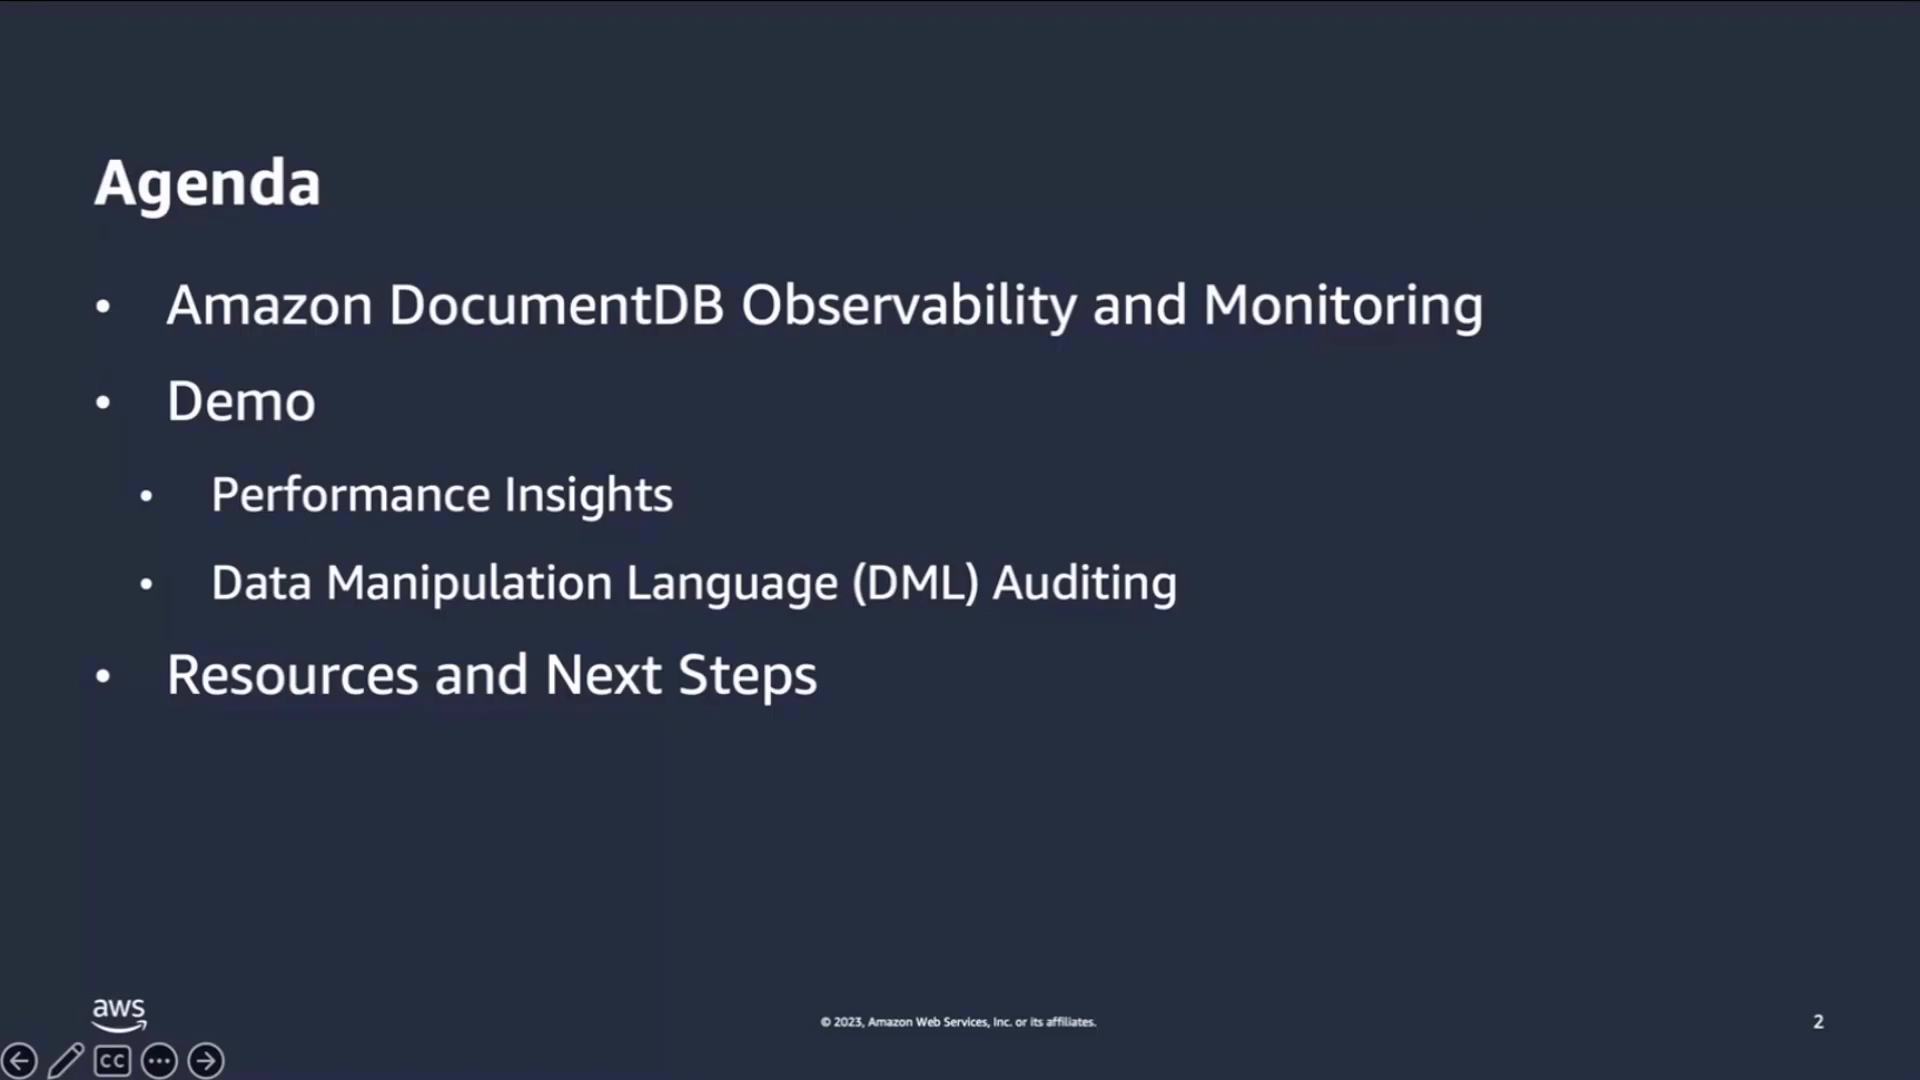 Agenda
• Amazon DocumentDB Observability and Monitoring
• Demo
• Performance Insights
• Data Manipulation Language (DML) Auditing
• Resources and Next Steps
aws
© 2023, Amazon Web Services, Inc. or its affiliates.
2
CC